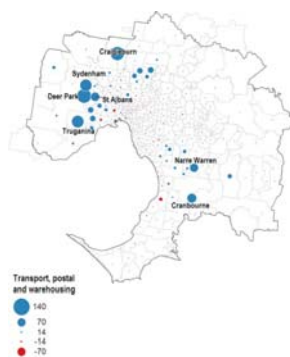 Craigieburn
Sydenham
Deer Park
St Albans
Truganina
Narre Warren
Cranbourne
Transport, postal
and warehousing
140
70
14
-14
-70